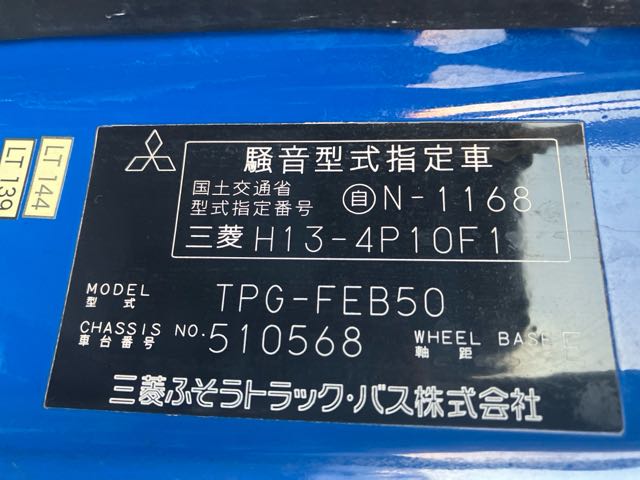 LT 144
LT 139
騒音型式指定車
国土交通省
型式指定番号 自N-1168
三菱 H13-4P10F1
MODEL
型式 TPG-FEB50
CHASSIS NO. 510568 WHEEL BASE E
車台番号 軸距
三菱ふそうトラック・バス株式会社